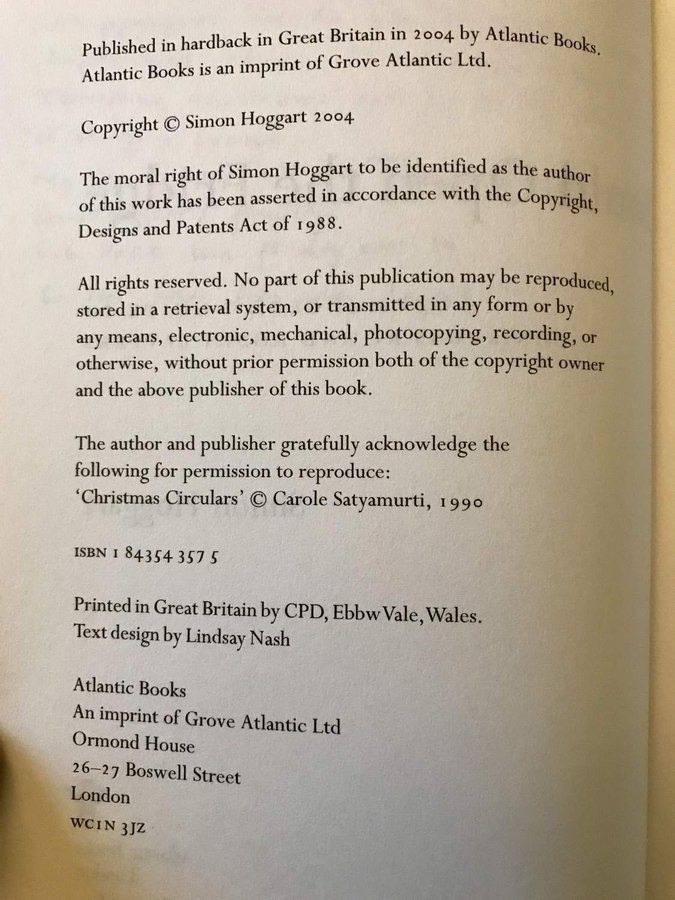 Published in hardback in Great Britain in 2004 by Atlantic Books.
Atlantic Books is an imprint of Grove Atlantic Ltd.
Copyright © Simon Hoggart 2004
The moral right of Simon Hoggart to be identified as the author
of this work has been asserted in accordance with the Copyright,
Designs and Patents Act of 1988.
All rights reserved. No part of this publication may be reproduced,
stored in a retrieval system, or transmitted in any form or by
any means, electronic, mechanical, photocopying, recording, or
otherwise, without prior permission both of the copyright owner
and the above publisher of this book.
The author and publisher gratefully acknowledge the
following for permission to reproduce:
‘Christmas Circulars’ © Carole Satyamurti, 1990
ISBN 1 84354 357 5
Printed in Great Britain by CPD, Ebbw Vale, Wales.
Text design by Lindsay Nash
Atlantic Books
An imprint of Grove Atlantic Ltd
Ormond House
26–27 Boswell Street
London
WC1N 3JZ